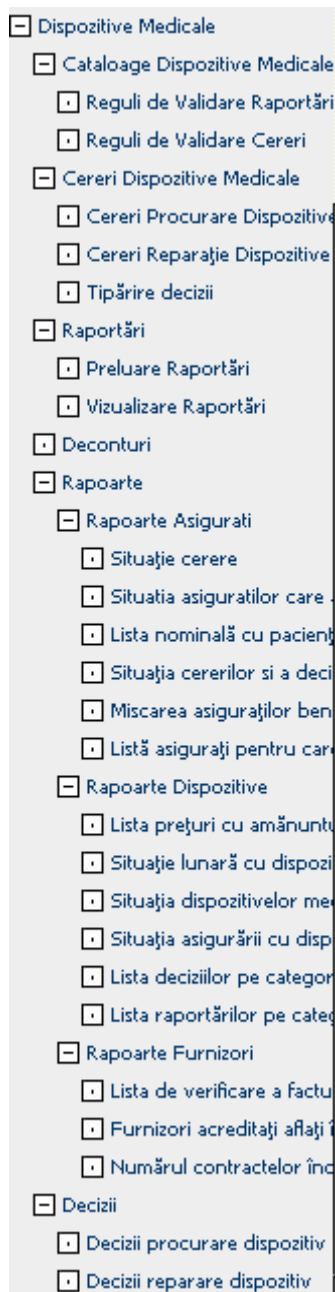 Dispozitive Medicale
Cataloage Dispozitive Medicale
Reguli de Validare Raportări
Reguli de Validare Cereri
Cereri Dispozitive Medicale
Cereri Procurare Dispozitive
Cereri Reparaţie Dispozitive
Tipărire decizii
Raportări
Preluare Raportări
Vizualizare Raportări
Deconturi
Rapoarte
Rapoarte Asigurati
Situaţie cerere
Situatia asiguratilor care
Lista nominală cu pacienţ
Situaţia cererilor si a deci
Miscarea asiguraţilor ben
Listă asiguraţi pentru car
Rapoarte Dispozitive
Lista preţuri cu amănuntu
Situaţie lunară cu dispozi
Situaţia dispozitivelor me
Situaţia asigurării cu disp
Lista deciziilor pe categor
Lista raportărilor pe categ
Rapoarte Furnizori
Lista de verificare a factu
Furnizori acreditaţi aflaţi î
Numărul contractelor înc
Decizii
Decizii procurare dispozitiv
Decizii reparare dispozitiv